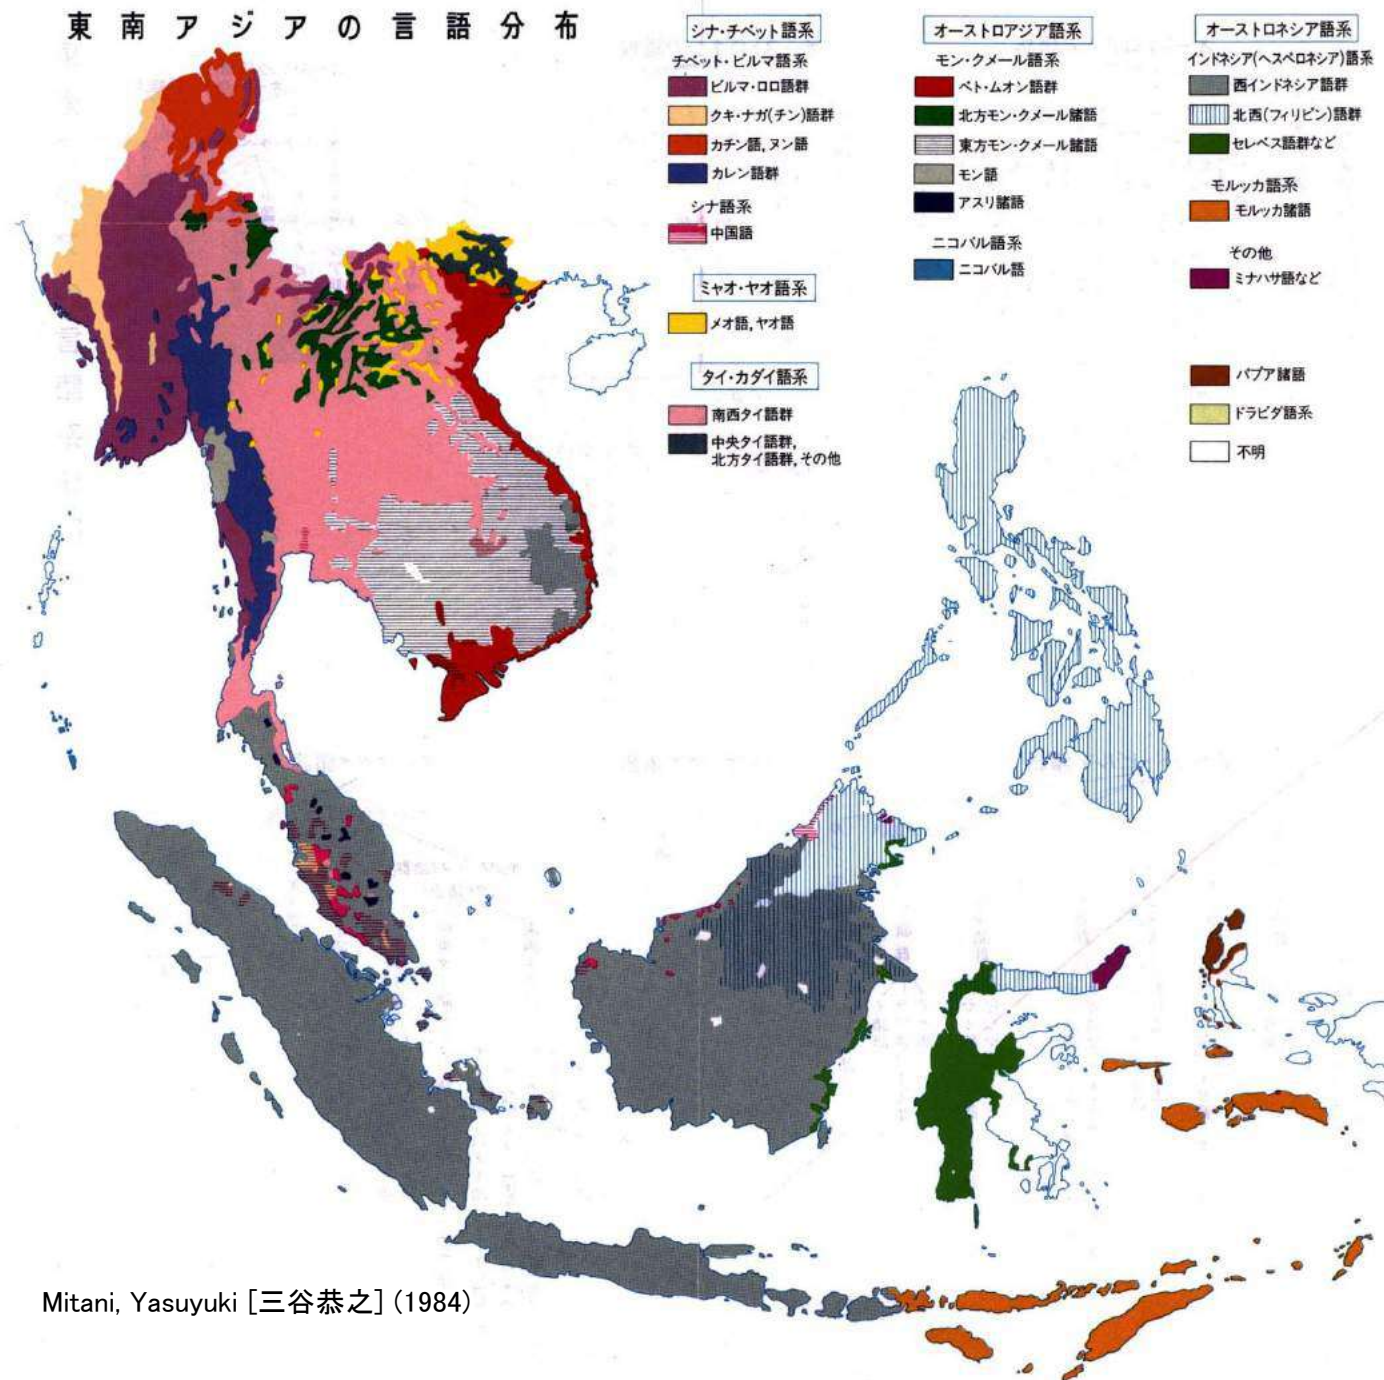 東南アジアの言語分布
シナ・チベット語系
チベット・ビルマ語系
ビルマ・ロロ語群
クキ・ナガ(チン)語群
カチン語,ヌン語
カレン語群
シナ語系
中国語
ミャオ・ヤオ語系
メオ語,ヤオ語
タイ・カダイ語系
南西タイ語群
中央タイ語群,
北方タイ語群,その他
オーストロアジア語系
モン・クメール語系
ベト・ムオン語群
北方モン・クメール諸語
東方モン・クメール諸語
モン語
アスリ諸語
ニコバル語系
ニコバル語
オーストロネシア語系
インドネシア(ヘスペロネシア)語系
西インドネシア語群
北西(フィリピン)語群
セレベス語群など
モルッカ語系
モルッカ諸語
その他
ミナハサ語など
パプア諸語
ドラビダ語系
不明
Mitani, Yasuyuki [三谷恭之] (1984)